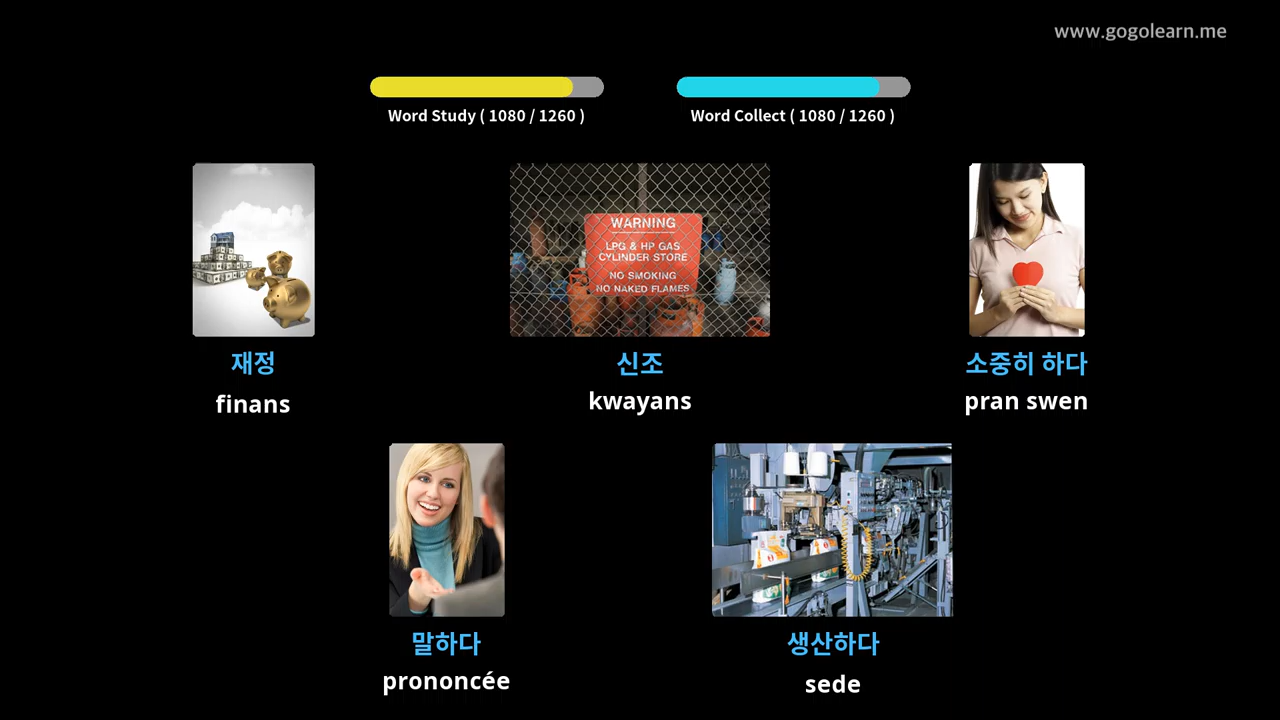 www.gogolearn.me
Word Study ( 1080 / 1260 )
Word Collect ( 1080 / 1260 )
WARNING
LPG & HP GAS
CYLINDER STORE
NO SMOKING
NO NAKED FLAMES
재정
신조
소중히 하다
finans
kwayans
pran swen
말하다
생산하다
prononcée
sede